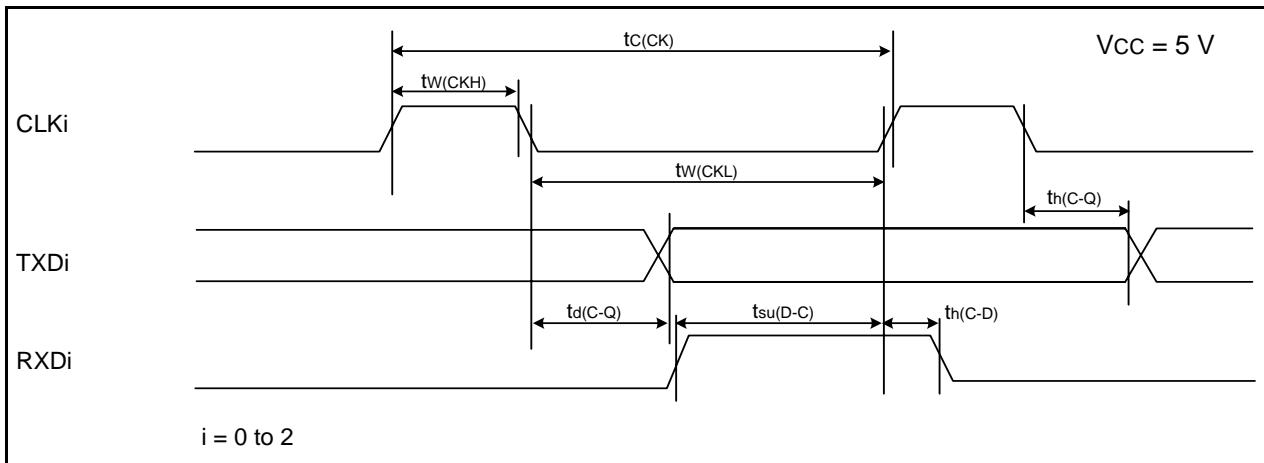 tC(CK)
VCC = 5 V
tW(CKH)
CLKi
tW(CKL)
th(C-Q)
TXDi
td(C-Q)
tsu(D-C)
th(C-D)
RXDi
i = 0 to 2